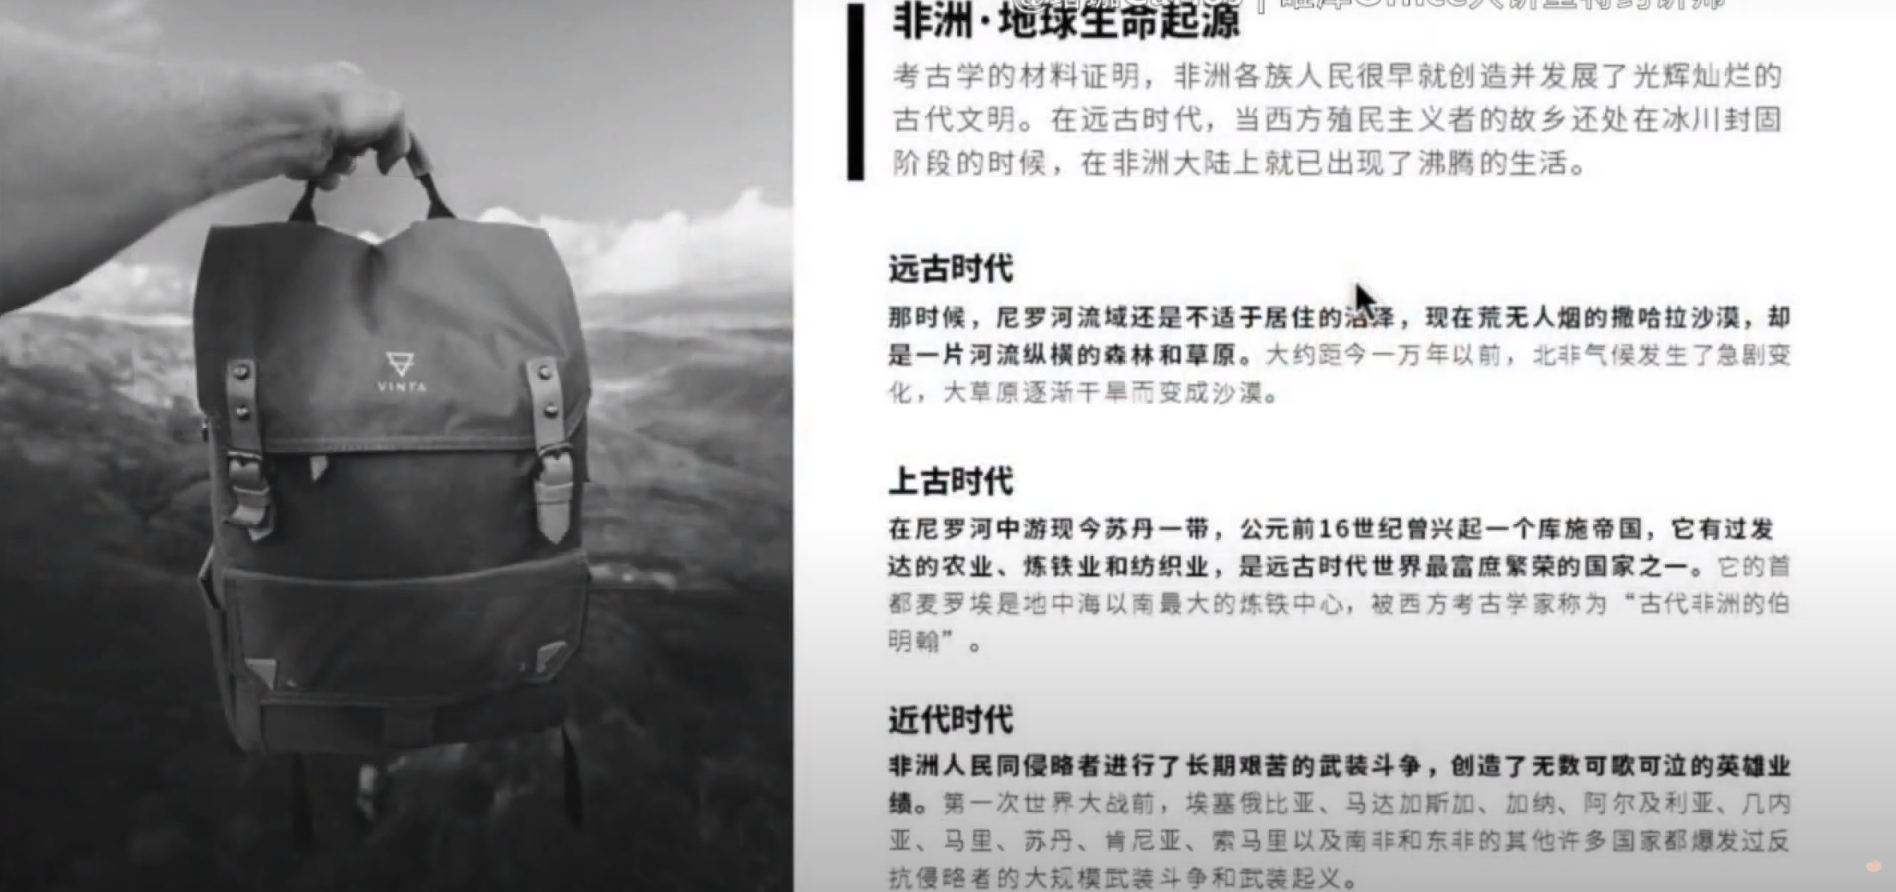 非洲·地球生命起源
考古学的材料证明，非洲各族人民很早就创造并发展了光辉灿烂的
古代文明。在远古时代，当西方殖民主义者的故乡还处在冰川封固
阶段的时候，在非洲大陆上就已出现了沸腾的生活。
远古时代
那时候，尼罗河流域还是不适于居住的沼泽，现在荒无人烟的撒哈拉沙漠，却
是一片河流纵横的森林和草原。大约距今一万年以前，北非气候发生了急剧变
化，大草原逐渐干旱而变成沙漠。
上古时代
在尼罗河中游现今苏丹一带，公元前16世纪曾兴起一个库施帝国，它有过发
达的农业、炼铁业和纺织业，是远古时代世界最富庶繁荣的国家之一。它的首
都麦罗埃是地中海以南最大的炼铁中心，被西方考古学家称为“古代非洲的伯
明翰”。
近代时代
非洲人民同侵略者进行了长期艰苦的武装斗争，创造了无数可歌可泣的英雄业
绩。第一次世界大战前，埃塞俄比亚、马达加斯加、加纳、阿尔及利亚、几内
亚、马里、苏丹、肯尼亚、索马里以及南非和东非的其他许多国家都爆发过反
抗侵略者的大规模武装斗争和武装起义。
VINTA